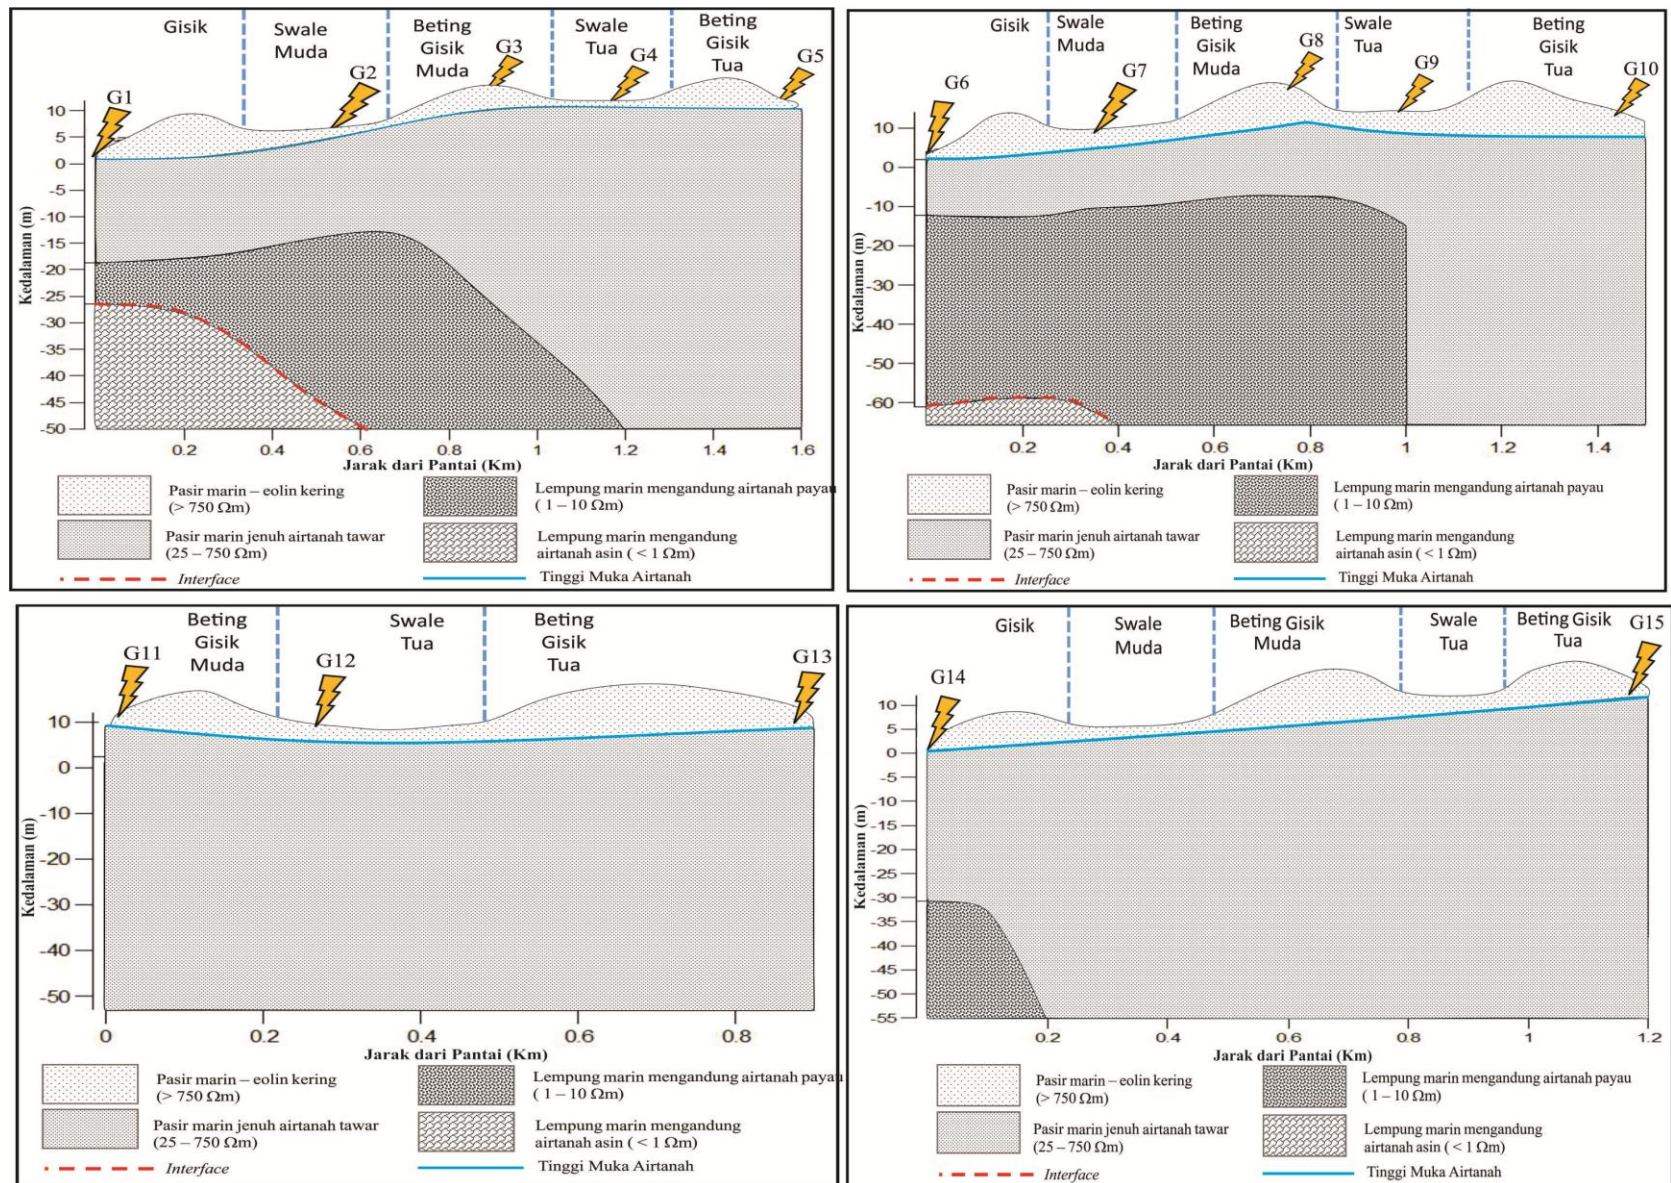 Gisik
Swale
Muda
Beting
Gisik
Muda
Swale
Tua
Beting
Gisik
Tua
G1
G2
G3
G4
G5
10
5
0
-5
-10
-15
-20
-25
-30
-35
-40
-45
-50
Kedalaman (m)
0.2
0.4
0.6
0.8
1
1.2
1.4
1.6
Jarak dari Pantai (Km)
Pasir marin – eolin kering
(> 750 Ωm)
Pasir marin jenuh airtanah tawar
(25 – 750 Ωm)
Interface
Lempung marin mengandung airtanah payau
( 1 – 10 Ωm)
Lempung marin mengandung
airtanah asin ( < 1 Ωm)
Tinggi Muka Airtanah
Gisik
Swale
Muda
Beting
Gisik
Muda
Swale
Tua
Beting
Gisik
Tua
G6
G7
G8
G9
G10
10
0
-10
-20
-30
-40
-50
-60
Kedalaman (m)
0.2
0.4
0.6
0.8
1
1.2
1.4
Jarak dari Pantai (Km)
Pasir marin – eolin kering
(> 750 Ωm)
Pasir marin jenuh airtanah tawar
(25 – 750 Ωm)
Interface
Lempung marin mengandung airtanah payau
( 1 – 10 Ωm)
Lempung marin mengandung
airtanah asin ( < 1 Ωm)
Tinggi Muka Airtanah
Beting
Gisik
Muda
Swale
Tua
Beting
Gisik
Tua
G11
G12
G13
10
0
-10
-20
-30
-40
-50
Kedalaman (m)
0
0.2
0.4
0.6
0.8
Jarak dari Pantai (Km)
Pasir marin – eolin kering
(> 750 Ωm)
Pasir marin jenuh airtanah tawar
(25 – 750 Ωm)
Interface
Lempung marin mengandung airtanah payau
( 1 – 10 Ωm)
Lempung marin mengandung
airtanah asin ( < 1 Ωm)
Tinggi Muka Airtanah
Gisik
Swale
Muda
Beting Gisik
Muda
Swale
Tua
Beting Gisik
Tua
G14
G15
10
5
0
-5
-10
-15
-20
-25
-30
-35
-40
-45
-50
-55
Kedalaman (m)
0.2
0.4
0.6
0.8
1
1.2
Jarak dari Pantai (Km)
Pasir marin – eolin kering
(> 750 Ωm)
Pasir marin jenuh airtanah tawar
(25 – 750 Ωm)
Interface
Lempung marin mengandung airtanah payau
( 1 – 10 Ωm)
Lempung marin mengandung
airtanah asin ( < 1 Ωm)
Tinggi Muka Airtanah